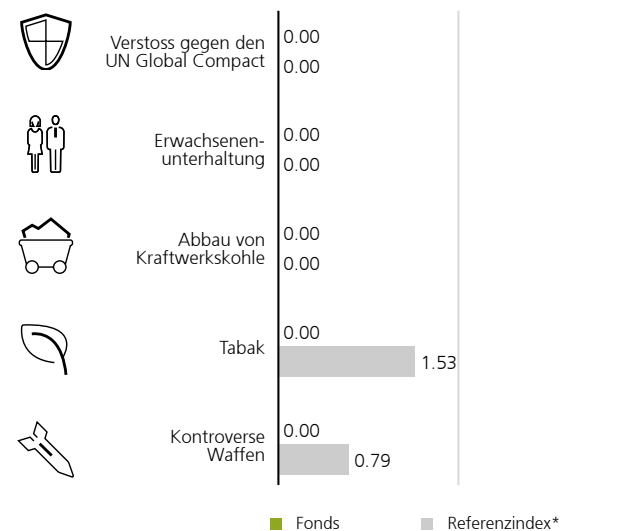 Verstoss gegen den
UN Global Compact
0.00
0.00
Erwachsenen-
unterhaltung
0.00
0.00
Abbau von
Kraftwerkskohle
0.00
0.00
Tabak
0.00
1.53
Kontroverse
Waffen
0.00
0.79
Fonds
Referenzindex*